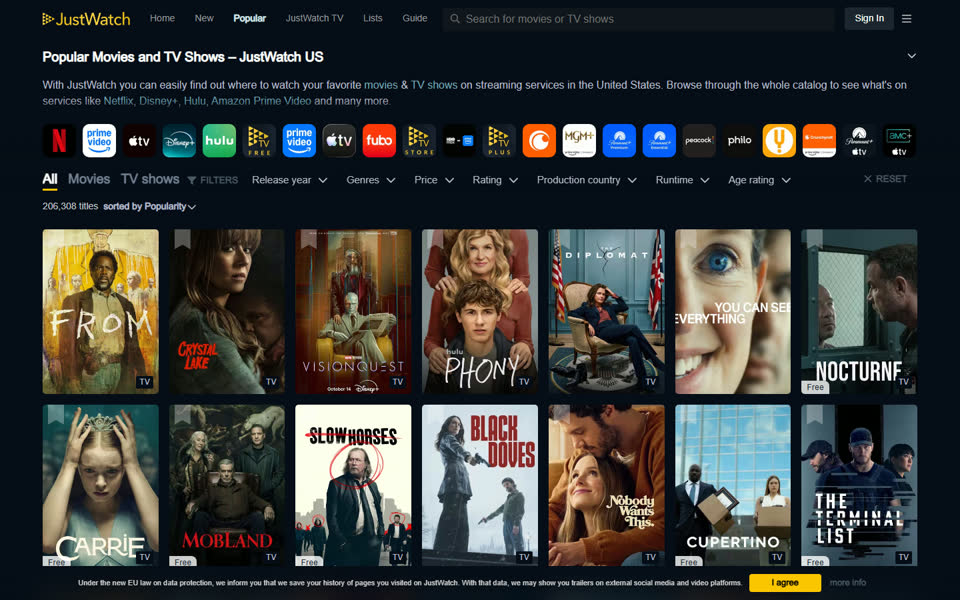 JustWatch Home New Popular JustWatch TV Lists Guide Search for movies or TV shows Sign In
Popular Movies and TV Shows – JustWatch US
With JustWatch you can easily find out where to watch your favorite movies & TV shows on streaming services in the United States. Browse through the whole catalog to see what's on
services like Netflix, Disney+, Hulu, Amazon Prime Video and many more.
N prime video tv Disney+ hulu TV FREE prime video tv fubo TV STORE TV PLUS MGM+ peacock philo tv amc+ tv
All Movies TV shows FILTERS Release year Genres Price Rating Production country Runtime Age rating RESET
206,308 titles sorted by Popularity
FROM
TV
CRYSTAL
LAKE
TV
VISIONQUEST
October 14 Disney+
TV
hulu
PHONY
TV
THE
DIPLOMAT
TV
YOU CAN SEE
EVERYTHING
NOCTURNE
Free TV
CARRIE
Free TV
MOBLAND
Free TV
SLOW HORSES
Free TV
BLACK
DOVES
TV
Nobody
Wants
This.
TV
CUPERTINO
Free TV
THE
TERMINAL
LIST
TV
Under the new EU law on data protection, we inform you that we save your history of pages you visited on JustWatch. With that data, we may show you trailers on external social media and video platforms. I agree more info